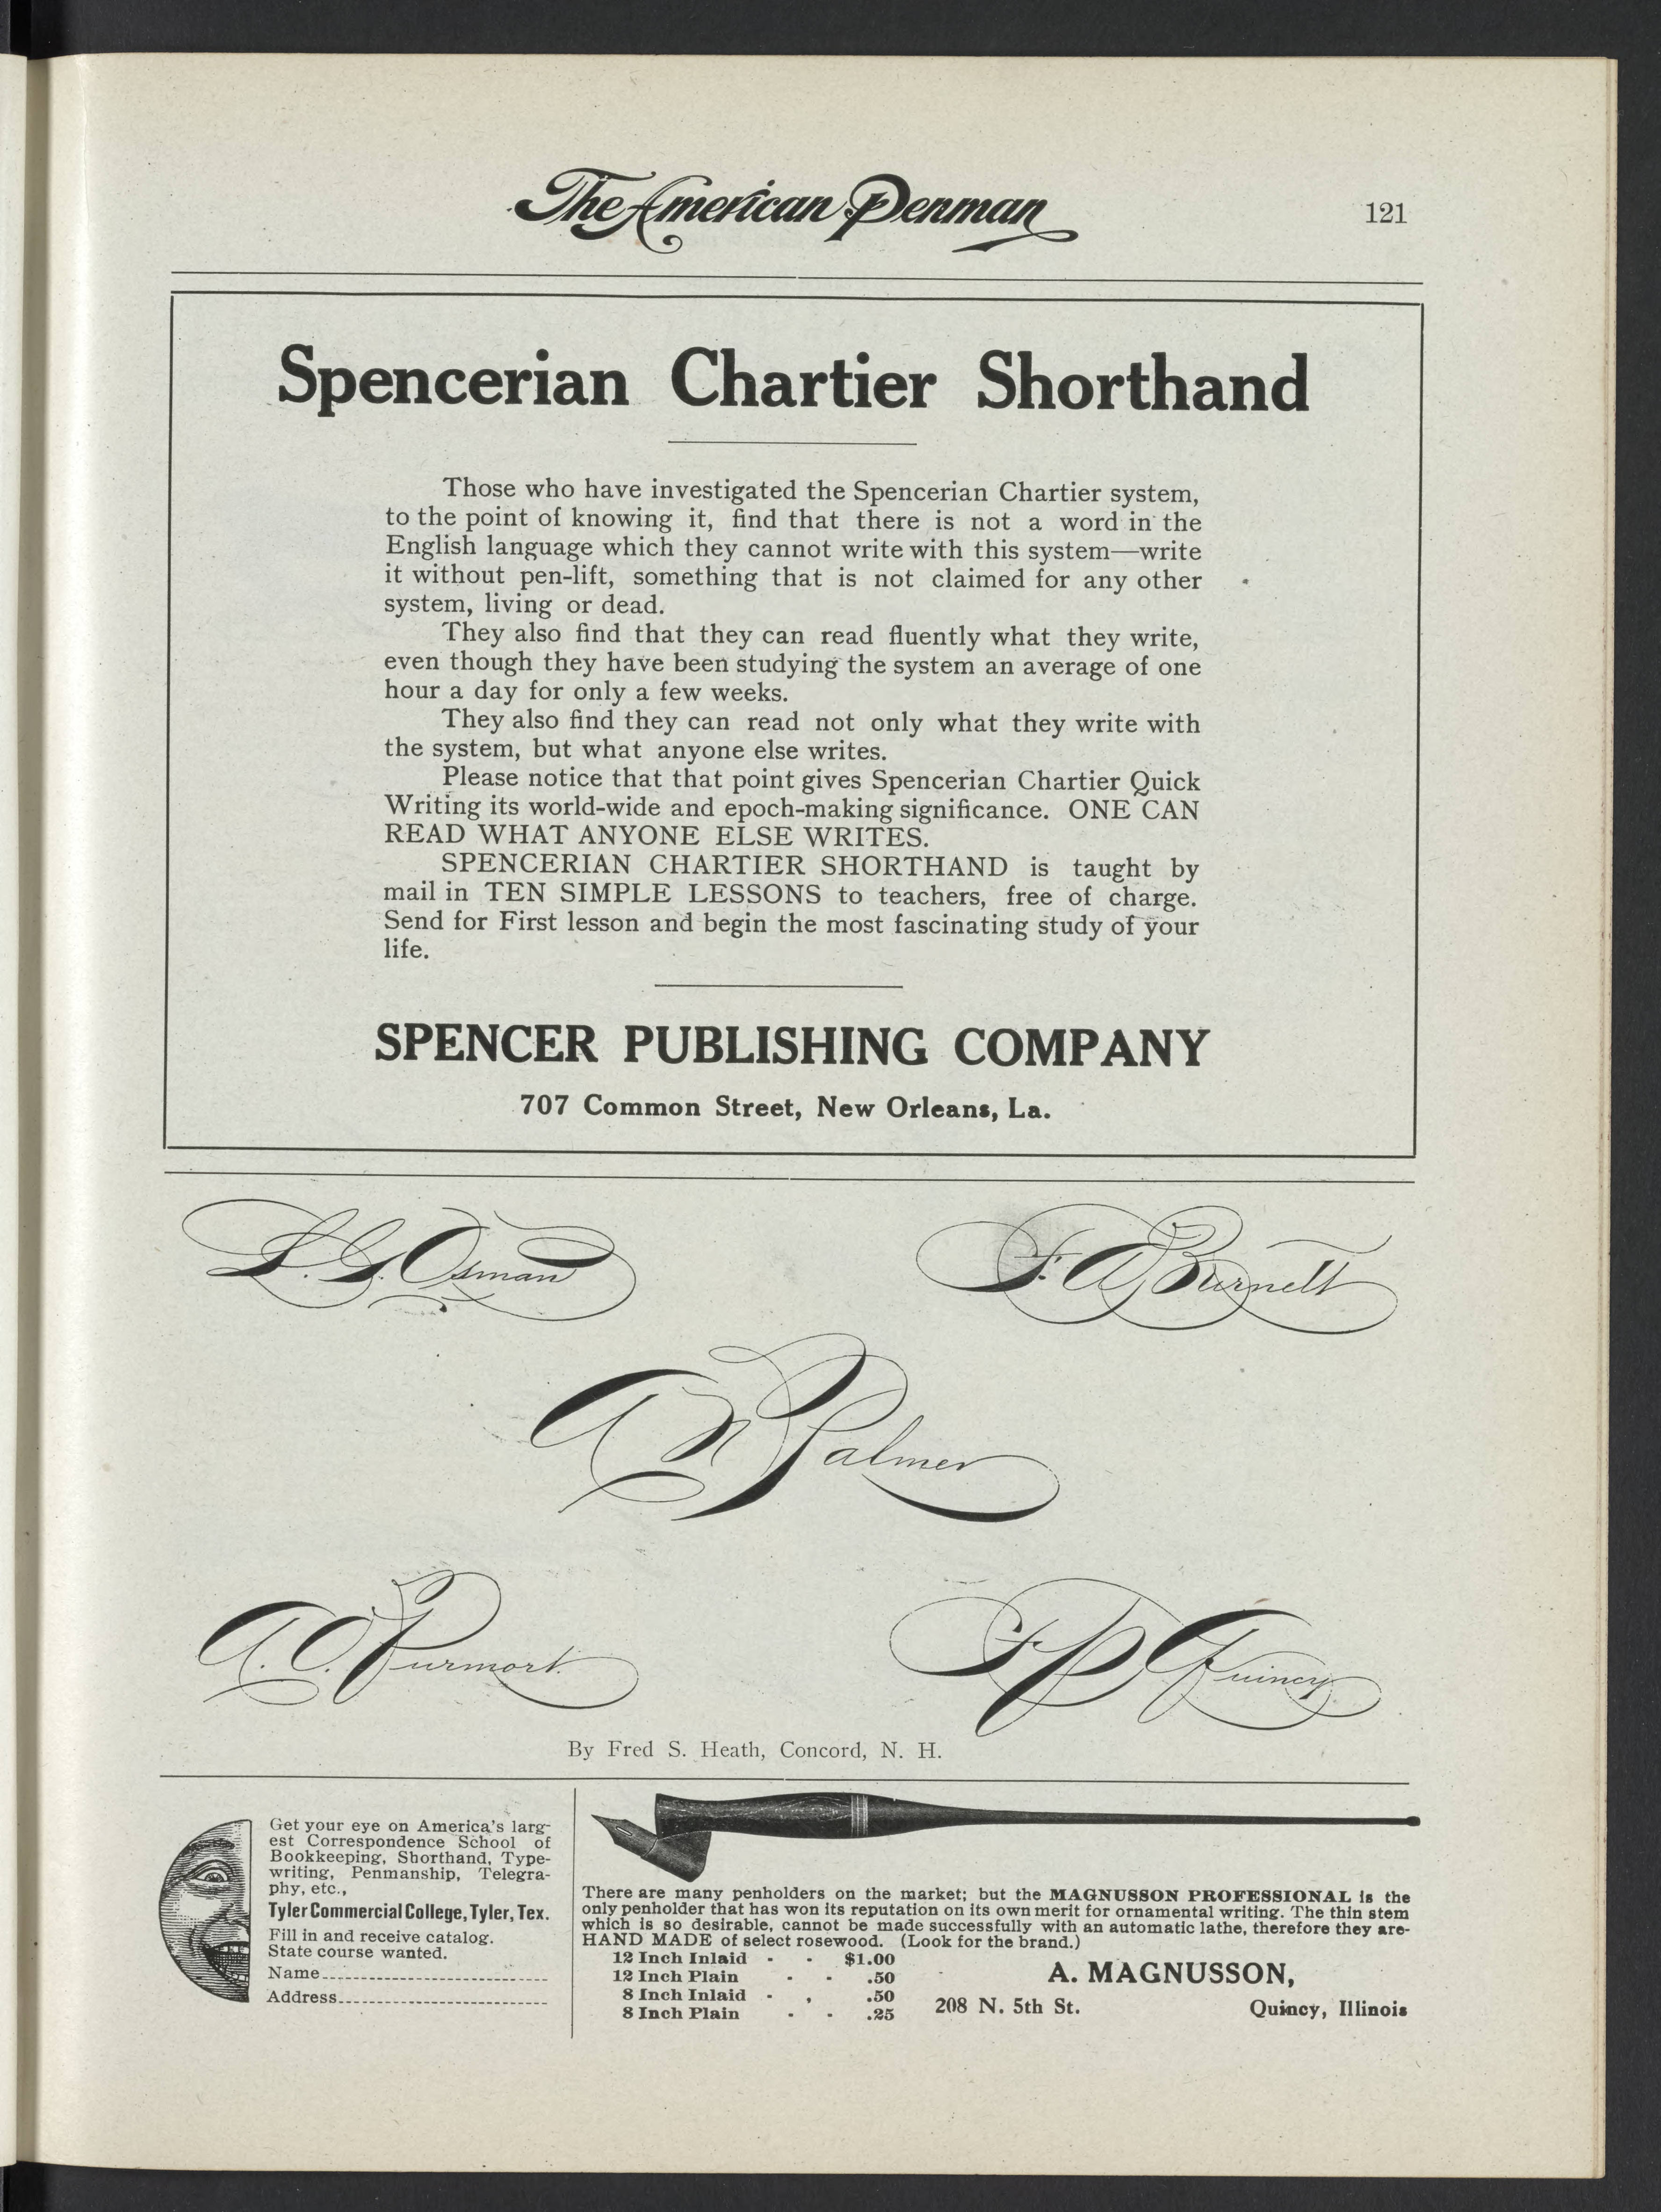 The American Penman
121
Spencerian Chartier Shorthand
Those who have investigated the Spencerian Chartier system,
to the point of knowing it, find that there is not a word in the
English language which they cannot write with this system—write
it without pen-lift, something that is not claimed for any other
system, living or dead.
They also find that they can read fluently what they write,
even though they have been studying the system an average of one
hour a day for only a few weeks.
They also find they can read not only what they write with
the system, but what anyone else writes.
Please notice that that point gives Spencerian Chartier Quick
Writing its world-wide and epoch-making significance. ONE CAN
READ WHAT ANYONE ELSE WRITES.
SPENCERIAN CHARTIER SHORTHAND is taught by
mail in TEN SIMPLE LESSONS to teachers, free of charge.
Send for First lesson and begin the most fascinating study of your
life.
SPENCER PUBLISHING COMPANY
707 Common Street, New Orleans, La.
L. G. Osman
F. A. Burnett
A N Palmer
A. C. Purmort.
F P Quincy.
By Fred S. Heath, Concord, N. H.
Get your eye on America's larg-
est Correspondence School of
Bookkeeping, Shorthand, Type-
writing, Penmanship, Telegra-
phy, etc.,
Tyler Commercial College, Tyler, Tex.
Fill in and receive catalog.
State course wanted.
Name
Address
There are many penholders on the market; but the MAGNUSSON PROFESSIONAL is the
only penholder that has won its reputation on its own merit for ornamental writing. The thin stem
which is so desirable, cannot be made successfully with an automatic lathe, therefore they are-
HAND MADE of select rosewood. (Look for the brand.)
12 Inch Inlaid - - $1.00
12 Inch Plain - - .50
8 Inch Inlaid - , .50
8 Inch Plain - - .25
A. MAGNUSSON,
208 N. 5th St. Quincy, Illinois